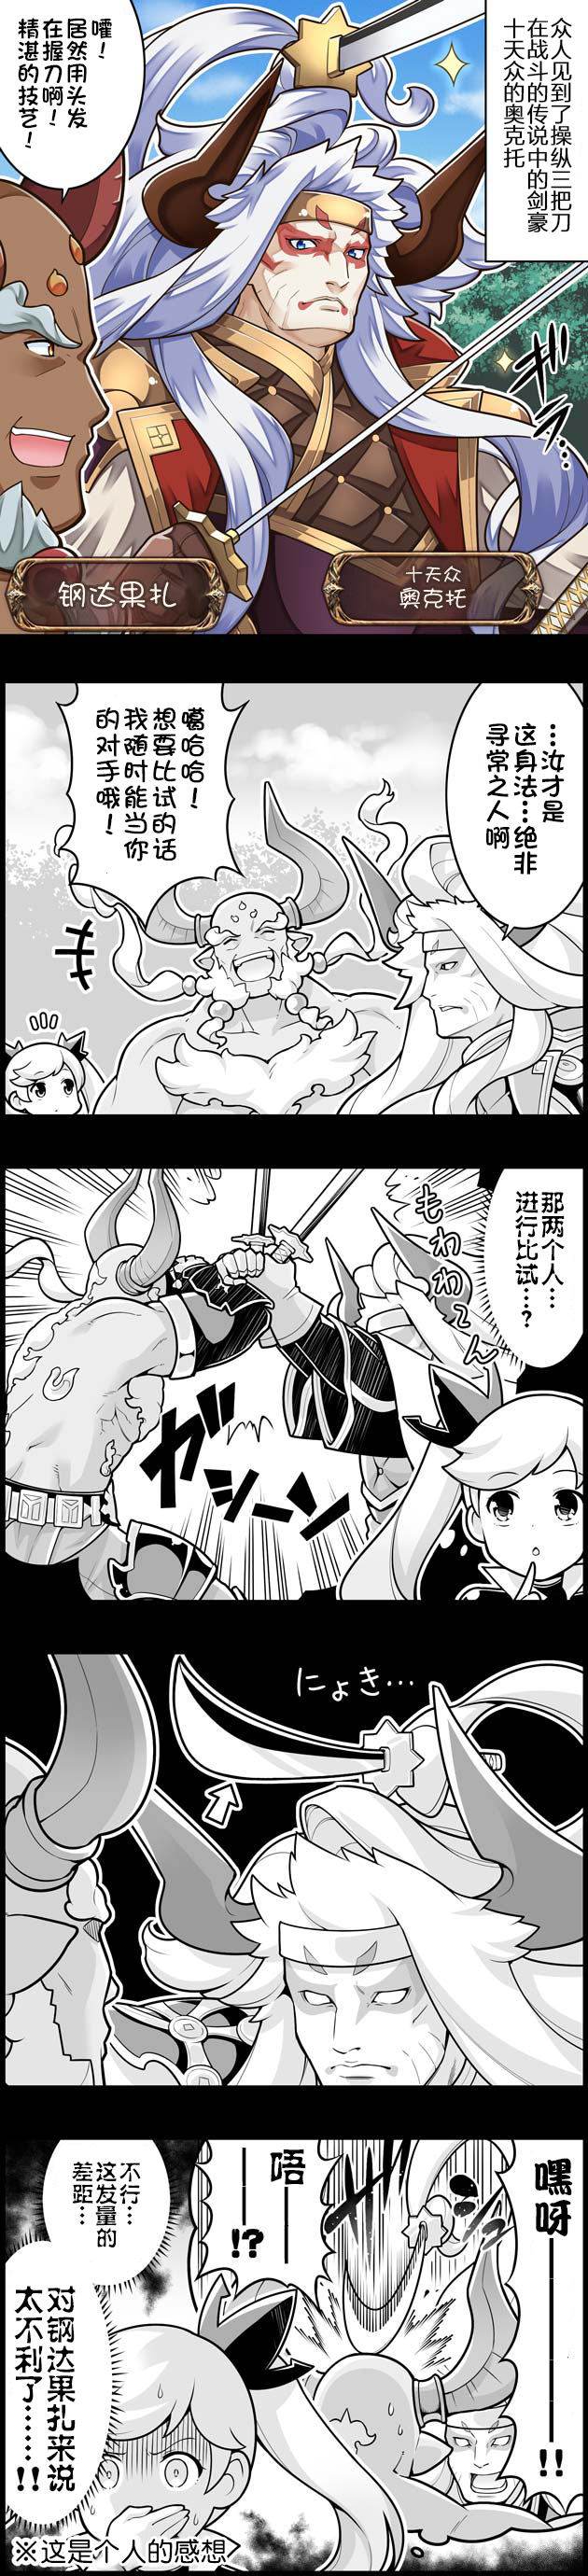 众人见到了操纵三把刀
在战斗的传说中的剑豪
十天众的奥克托
嚯！
居然用头发
在握刀啊！
精湛的技艺！
ギラ…
钢达果扎
十天众
奥克托
…汝才是
这身法…绝非
寻常之人啊
噶哈哈！
想要比试的话
我随时能当你
的对手哦！
那两个人…
进行比试…？
もわわ～ん
ガシーン
にょき…
嘿呀——！！
唔——！？
不行…
这发量的
差距…
对钢达果扎来说
太不利了……！！
※这是个人的感想